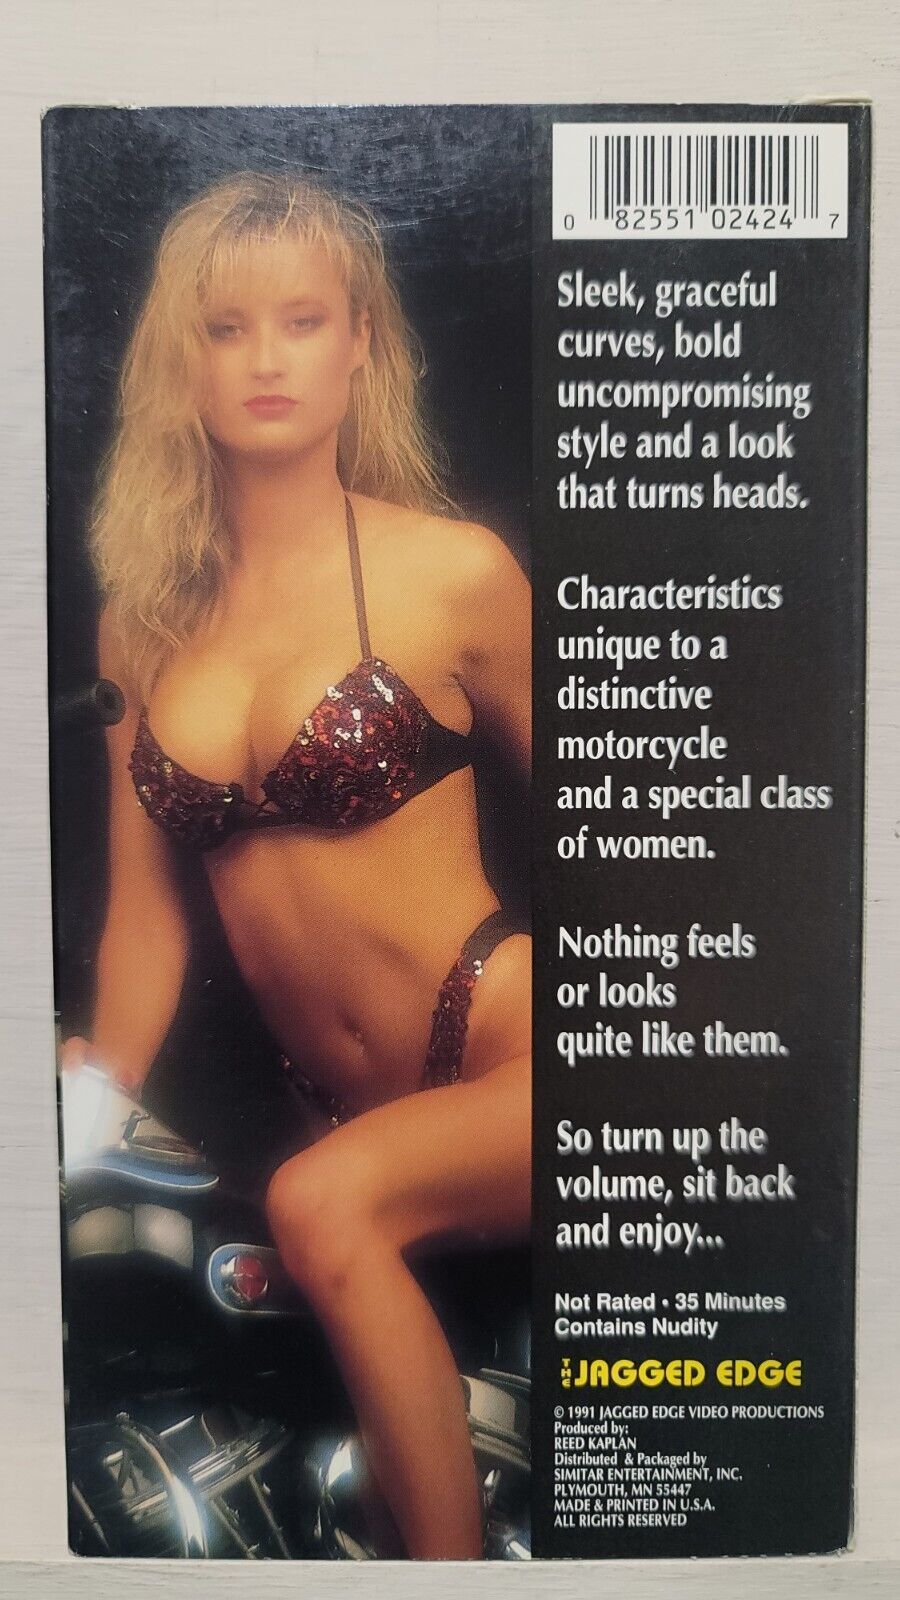 0 82551 02424 7
Sleek, graceful
curves, bold
uncompromising
style and a look
that turns heads.
Characteristics
unique to a
distinctive
motorcycle
and a special class
of women.
Nothing feels
or looks
quite like them.
So turn up the
volume, sit back
and enjoy...
Not Rated • 35 Minutes
Contains Nudity
THE JAGGED EDGE
© 1991 JAGGED EDGE VIDEO PRODUCTIONS
Produced by:
REED KAPLAN
Distributed & Packaged by
SIMITAR ENTERTAINMENT, INC.
PLYMOUTH, MN 55447
MADE & PRINTED IN U.S.A.
ALL RIGHTS RESERVED